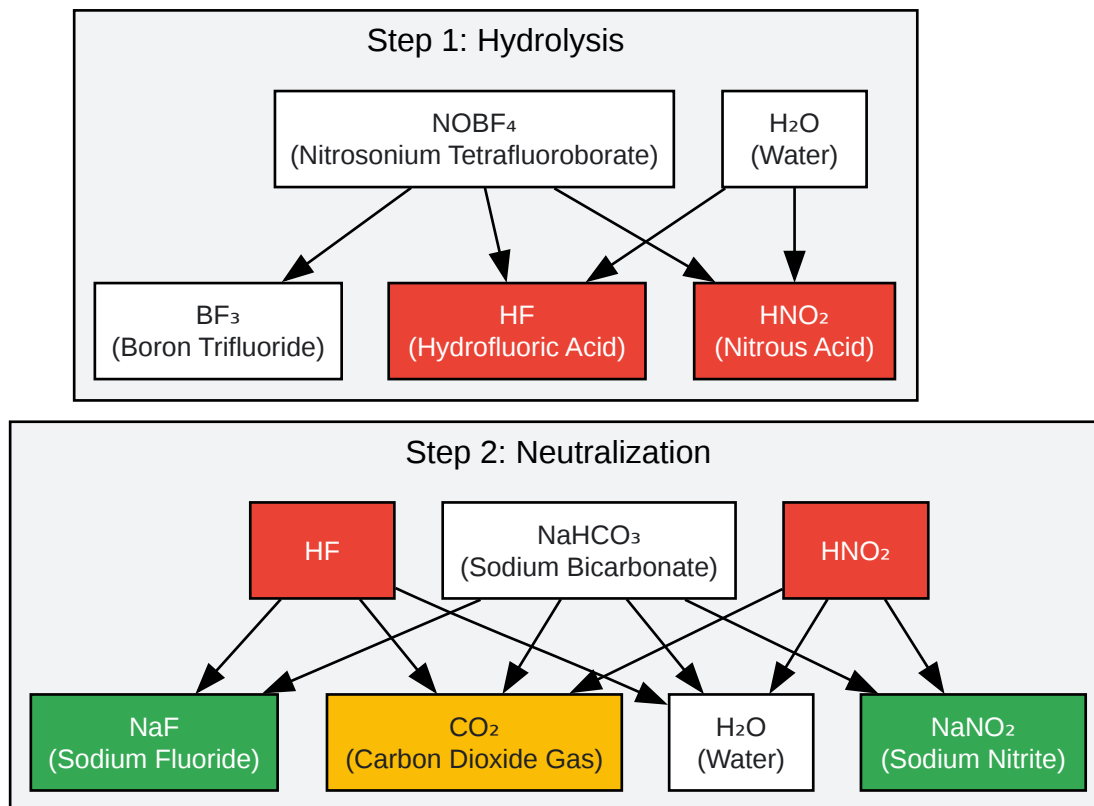 Step 1: Hydrolysis
NOBF₄
(Nitrosonium Tetrafluoroborate)
H₂O
(Water)
BF₃
(Boron Trifluoride)
HF
(Hydrofluoric Acid)
HNO₂
(Nitrous Acid)
Step 2: Neutralization
HF
NaHCO₃
(Sodium Bicarbonate)
HNO₂
NaF
(Sodium Fluoride)
CO₂
(Carbon Dioxide Gas)
H₂O
(Water)
NaNO₂
(Sodium Nitrite)